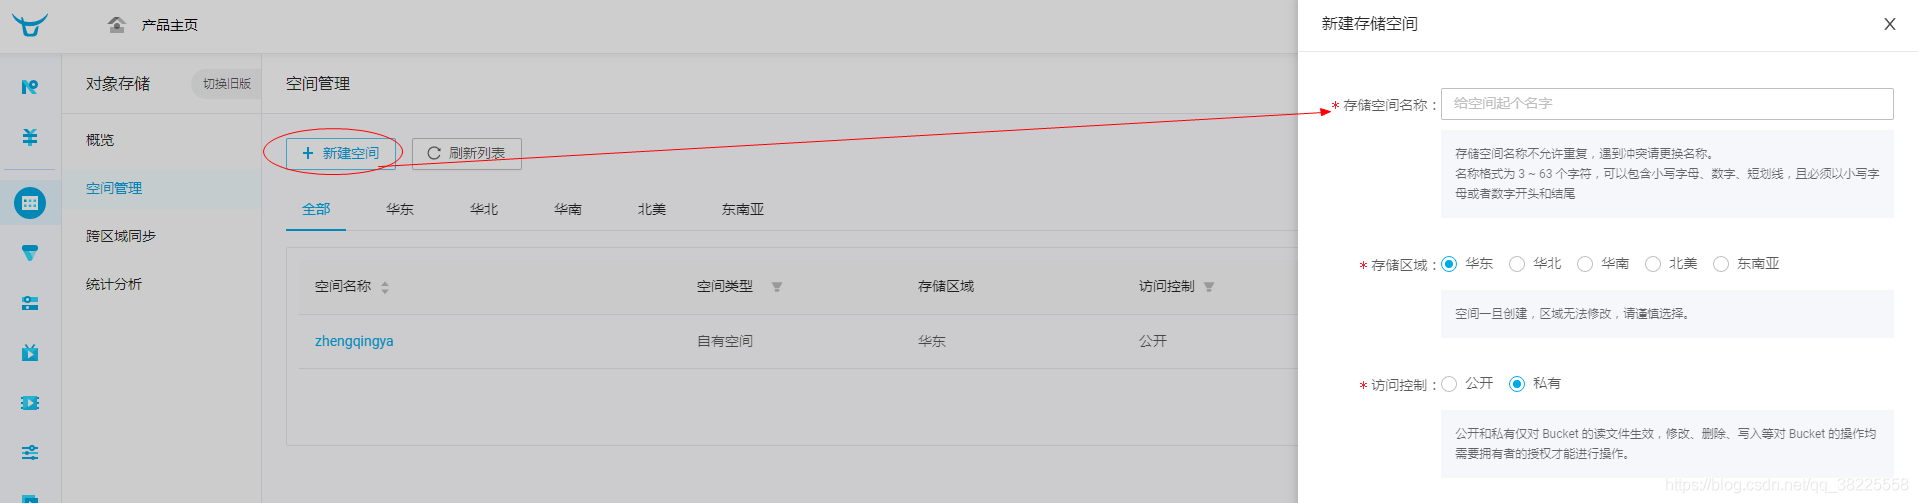 产品主页
对象存储
切换旧版
概览
空间管理
跨区域同步
统计分析
空间管理
新建空间
刷新列表
全部 华东 华北 华南 北美 东南亚
空间名称 空间类型 存储区域 访问控制
zhengqingya 自有空间 华东 公开
新建存储空间
* 存储空间名称： 给空间起个名字
存储空间名称不允许重复，遇到冲突请更换名称。
名称格式为 3 ~ 63 个字符，可以包含小写字母、数字、短划线，且必须以小写字
母或者数字开头和结尾
* 存储区域： 华东 华北 华南 北美 东南亚
空间一旦创建，区域无法修改，请谨慎选择。
* 访问控制： 公开 私有
公开和私有仅对 Bucket 的读文件生效，修改、删除、写入等对 Bucket 的操作均
需要拥有者的授权才能进行操作。
https://blog.csdn.net/qq_38225558